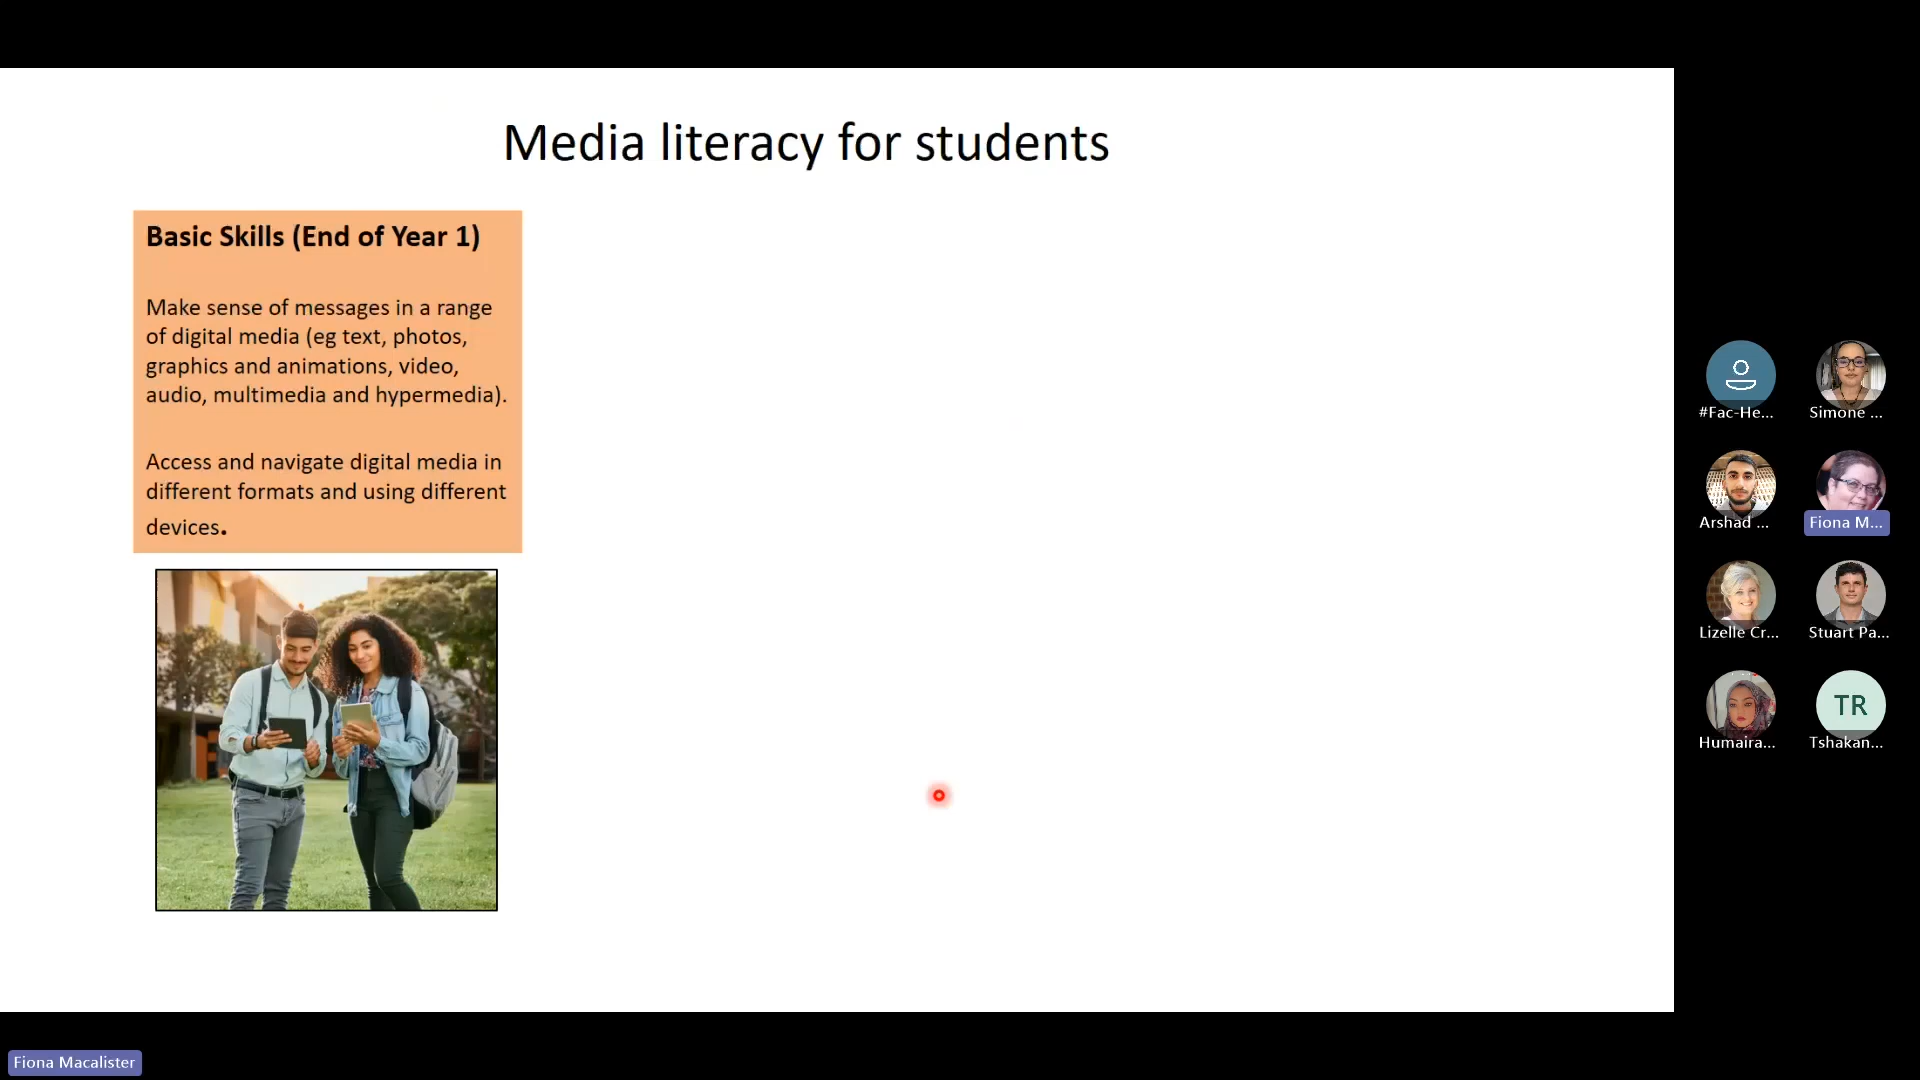 Media literacy for students
Basic Skills (End of Year 1)
Make sense of messages in a range
of digital media (eg text, photos,
graphics and animations, video,
audio, multimedia and hypermedia).
Access and navigate digital media in
different formats and using different
devices.
#Fac-He...
Simone ...
Arshad ...
Fiona M...
Lizelle Cr...
Stuart Pa...
Humaira...
TR
Tshakan...
Fiona Macalister